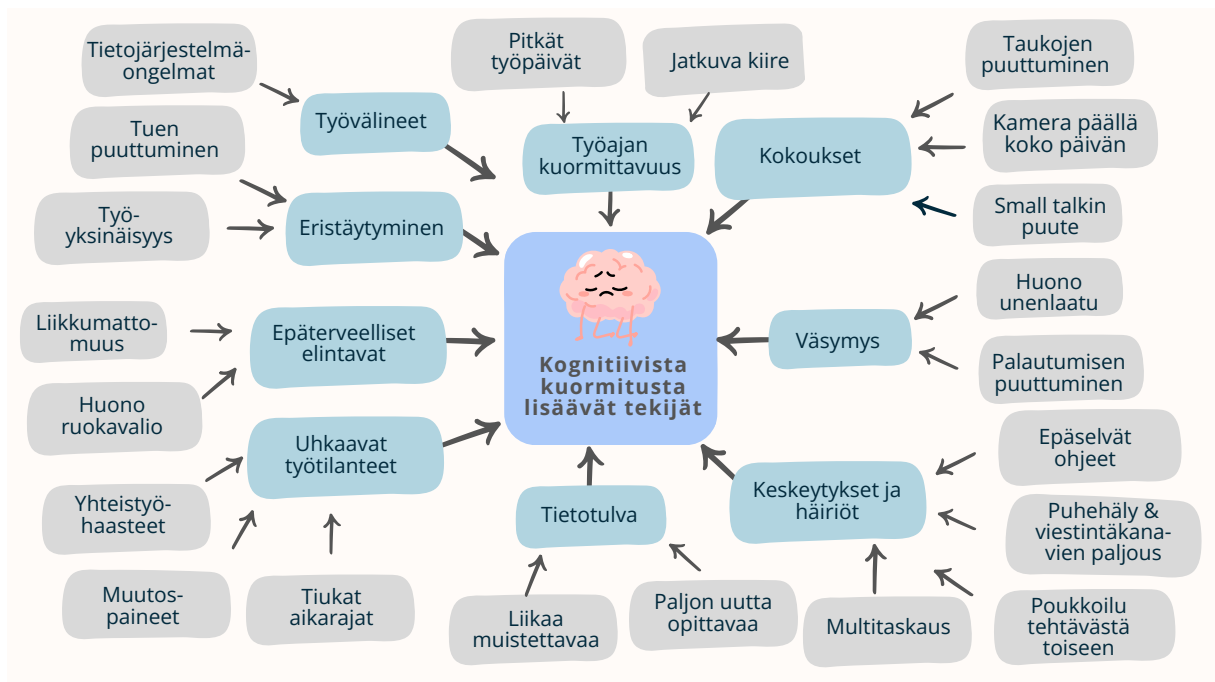 Tietojärjestelmä-
ongelmat
Pitkät
työpäivät
Jatkuva kiire
Taukojen
puuttuminen
Tuen
puuttuminen
Työvälineet
Työajan
kuormittavuus
Kokoukset
Kamera päällä
koko päivän
Työ-
yksinäisyys
Eristäytyminen
Small talkin
puute
Huono
unenlaatu
Liikkumatto-
muus
Epäterveelliset
elintavat
Väsymys
Palautumisen
puuttuminen
Kognitiivista
kuormitusta
lisäävät tekijät
Huono
ruokavalio
Uhkaavat
työtilanteet
Epäselvät
ohjeet
Yhteistyö-
haasteet
Tietotulva
Keskeytykset ja
häiriöt
Puhehäly &
viestintäkana-
vien paljous
Muutos-
paineet
Tiukat
aikarajat
Liikaa
muistettavaa
Paljon uutta
opittavaa
Multitaskaus
Poukkoilu
tehtävästä
toiseen